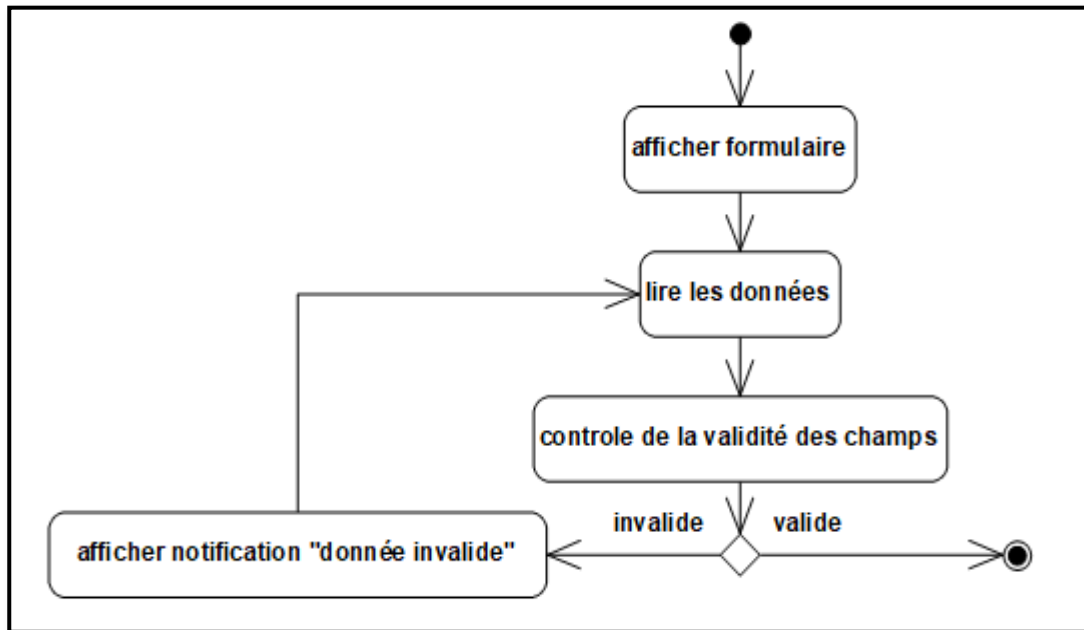 afficher formulaire
lire les données
controle de la validité des champs
invalide
valide
afficher notification "donnée invalide"